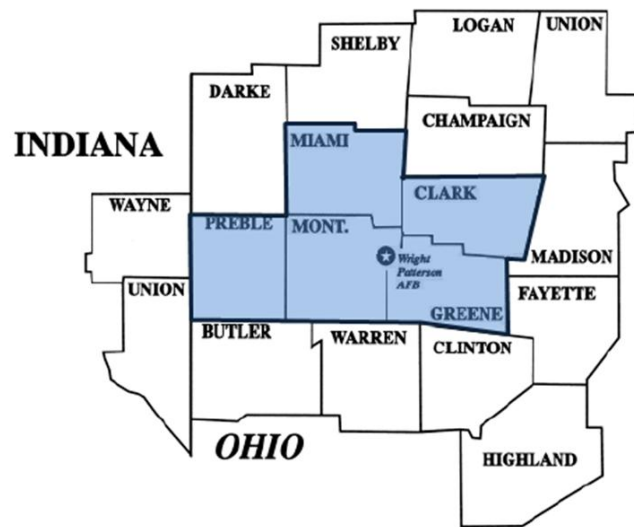 LOGAN
UNION
SHELBY
DARKE
CHAMPAIGN
INDIANA
MIAMI
CLARK
WAYNE
PREBLE
MONT.
MADISON
Wright
Patterson
AFB
UNION
FAYETTE
GREENE
BUTLER
WARREN
CLINTON
OHIO
HIGHLAND